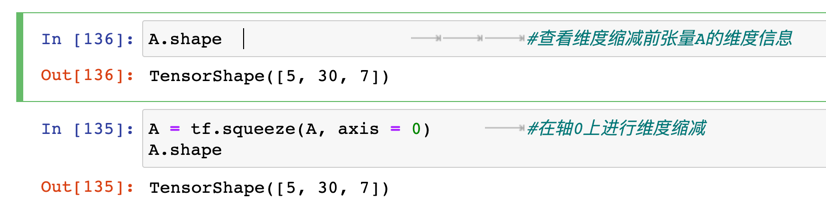 In [136]: A.shape #查看维度缩减前张量A的维度信息
Out[136]: TensorShape([5, 30, 7])
In [135]: A = tf.squeeze(A, axis = 0) #在轴0上进行维度缩减
A.shape
Out[135]: TensorShape([5, 30, 7])